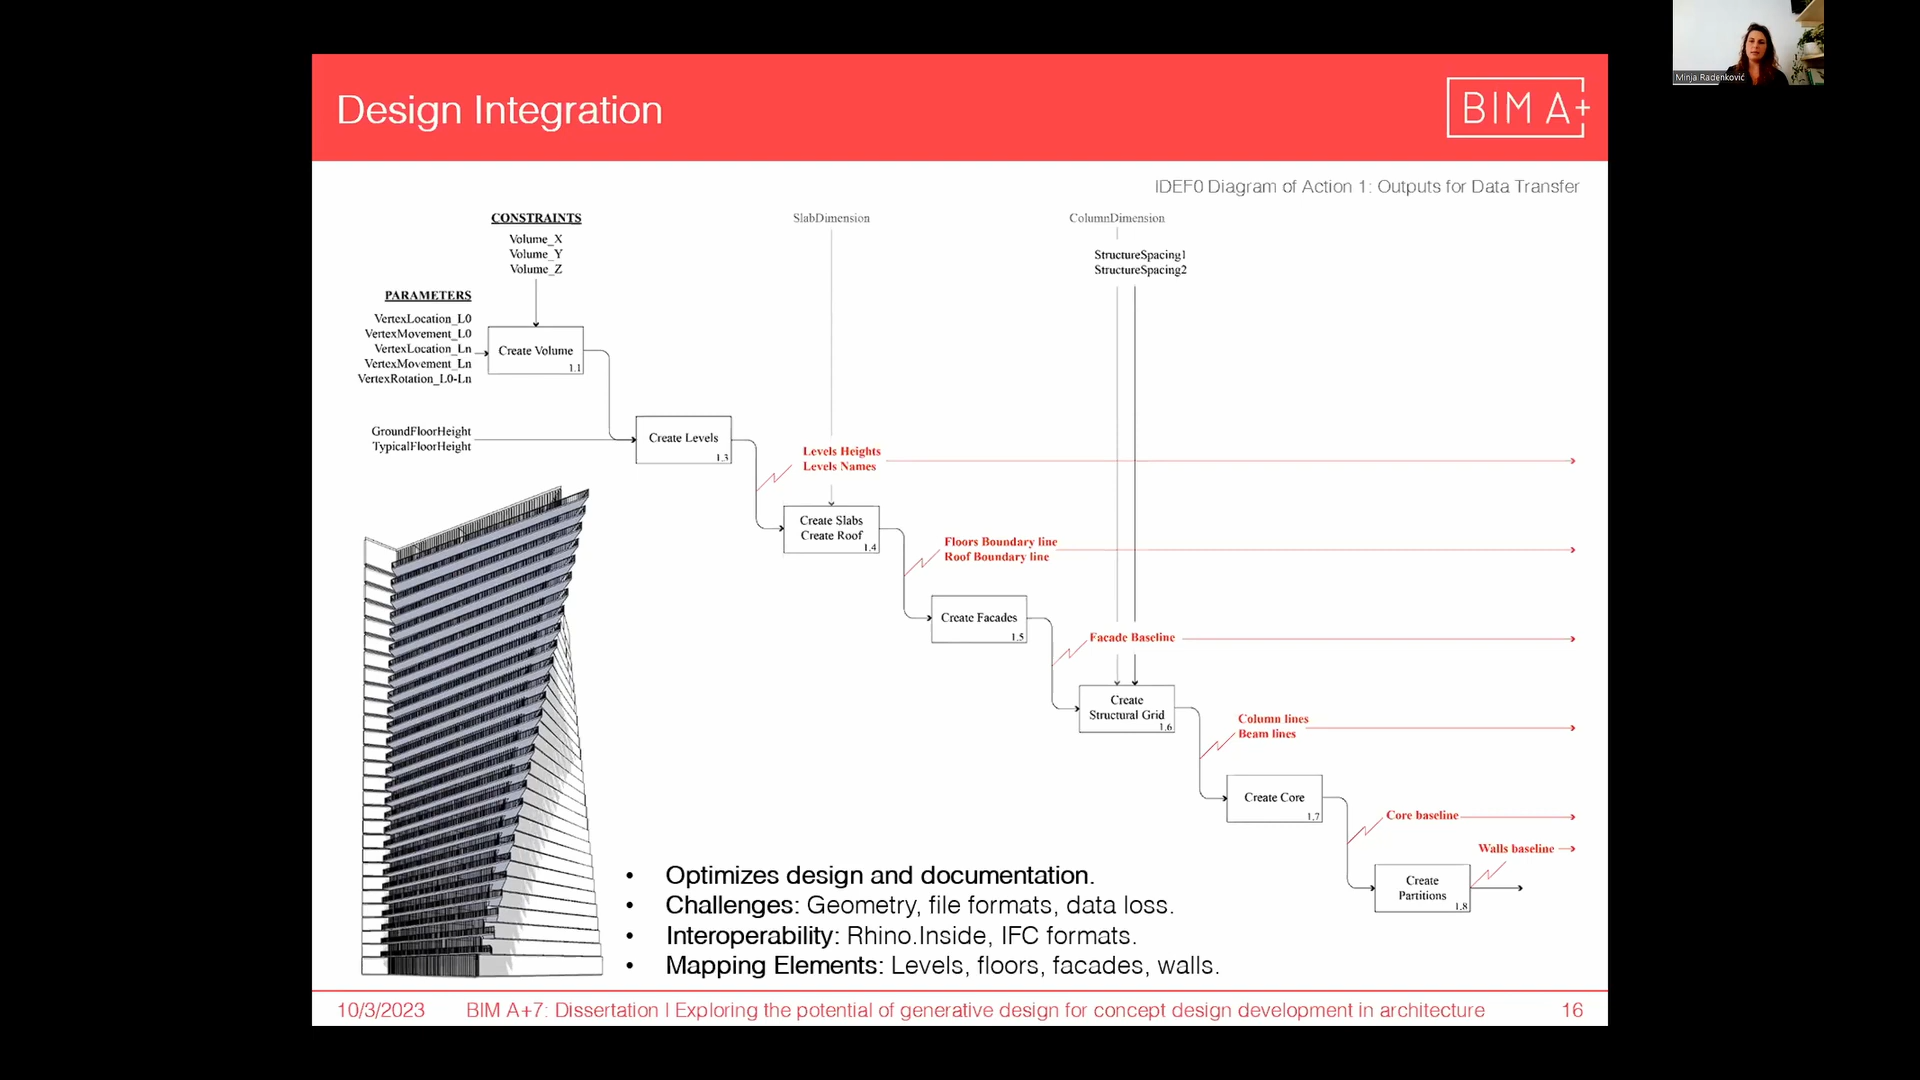 Minja Radenković
Design Integration
BIM A+
IDEF0 Diagram of Action 1: Outputs for Data Transfer
CONSTRAINTS
Volume_X
Volume_Y
Volume_Z
SlabDimension
ColumnDimension
StructureSpacing1
StructureSpacing2
PARAMETERS
VertexLocation_L0
VertexMovement_L0
VertexLocation_Ln
VertexMovement_Ln
VertexRotation_L0-Ln
Create Volume
1.1
GroundFloorHeight
TypicalFloorHeight
Create Levels
1.3
Levels Heights
Levels Names
Create Slabs
Create Roof
1.4
Floors Boundary line
Roof Boundary line
Create Facades
1.5
Facade Baseline
Create
Structural Grid
1.6
Column lines
Beam lines
Create Core
1.7
Core baseline
Walls baseline
Create
Partitions
1.8
• Optimizes design and documentation.
• Challenges: Geometry, file formats, data loss.
• Interoperability: Rhino.Inside, IFC formats.
• Mapping Elements: Levels, floors, facades, walls.
10/3/2023 BIM A+7: Dissertation | Exploring the potential of generative design for concept design development in architecture 16